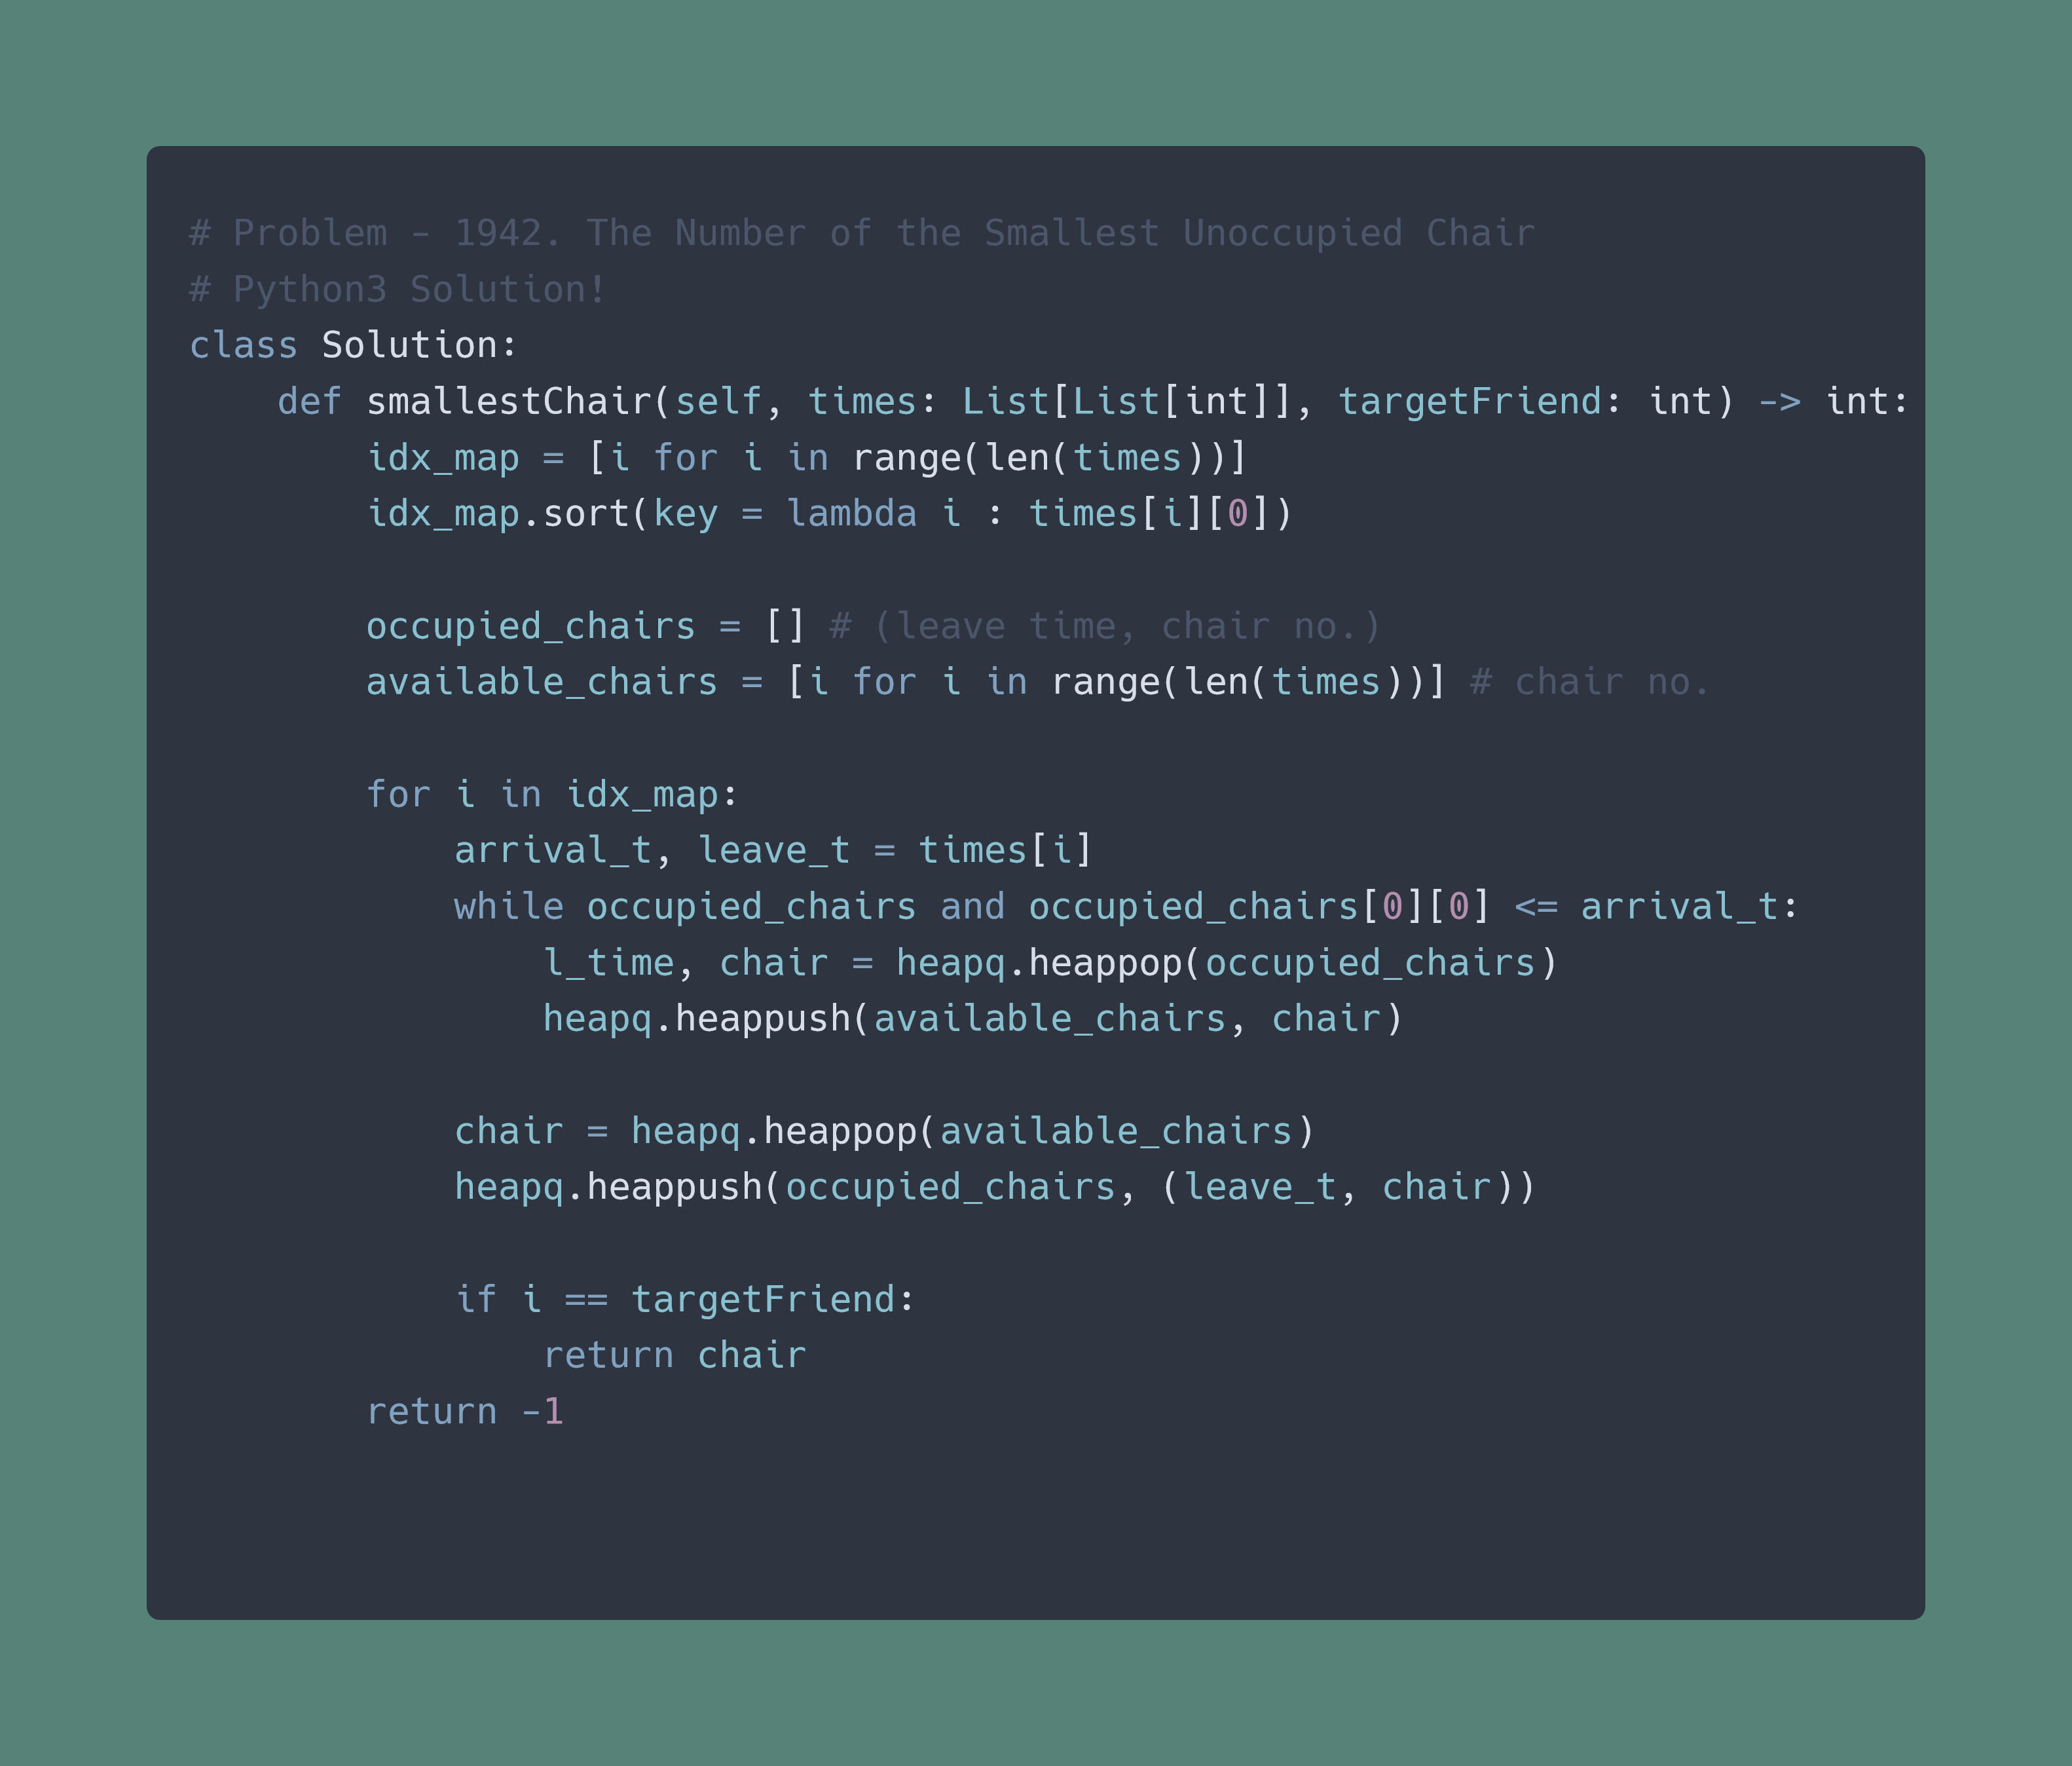 # Problem - 1942. The Number of the Smallest Unoccupied Chair
# Python3 Solution!
class Solution:
    def smallestChair(self, times: List[List[int]], targetFriend: int) -> int:
        idx_map = [i for i in range(len(times))]
        idx_map.sort(key = lambda i : times[i][0])

        occupied_chairs = [] # (leave time, chair no.)
        available_chairs = [i for i in range(len(times))] # chair no.

        for i in idx_map:
            arrival_t, leave_t = times[i]
            while occupied_chairs and occupied_chairs[0][0] <= arrival_t:
                l_time, chair = heapq.heappop(occupied_chairs)
                heapq.heappush(available_chairs, chair)

            chair = heapq.heappop(available_chairs)
            heapq.heappush(occupied_chairs, (leave_t, chair))

            if i == targetFriend:
                return chair
        return -1